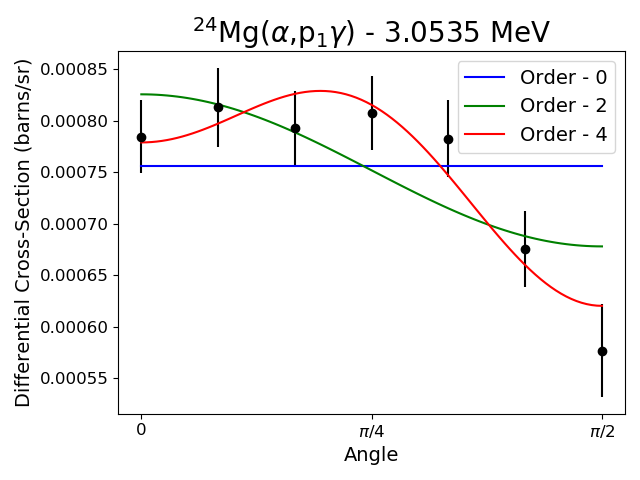 ²⁴Mg(α,p₁γ) - 3.0535 MeV
Differential Cross-Section (barns/sr)
0.00085
0.00080
0.00075
0.00070
0.00065
0.00060
0.00055
Order - 0
Order - 2
Order - 4
0
π/4
π/2
Angle